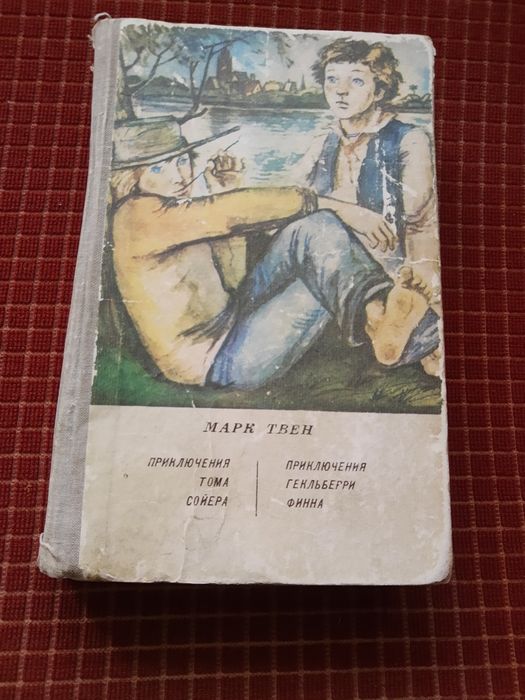 МАРК ТВЕН
ПРИКЛЮЧЕНИЯ
ТОМА
СОЙЕРА
ПРИКЛЮЧЕНИЯ
ГЕКЛЬБЕРРИ
ФИННА